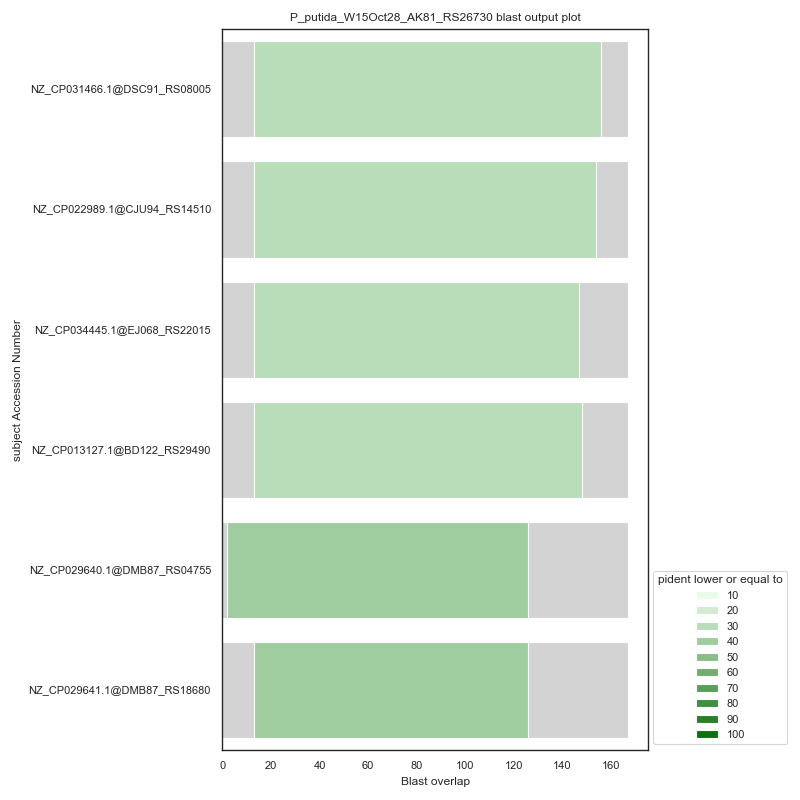 P_putida_W15Oct28_AK81_RS26730 blast output plot
subject Accession Number
NZ_CP031466.1@DSC91_RS08005
NZ_CP022989.1@CJU94_RS14510
NZ_CP034445.1@EJ068_RS22015
NZ_CP013127.1@BD122_RS29490
NZ_CP029640.1@DMB87_RS04755
NZ_CP029641.1@DMB87_RS18680
0 20 40 60 80 100 120 140 160
Blast overlap
pident lower or equal to
10
20
30
40
50
60
70
80
90
100